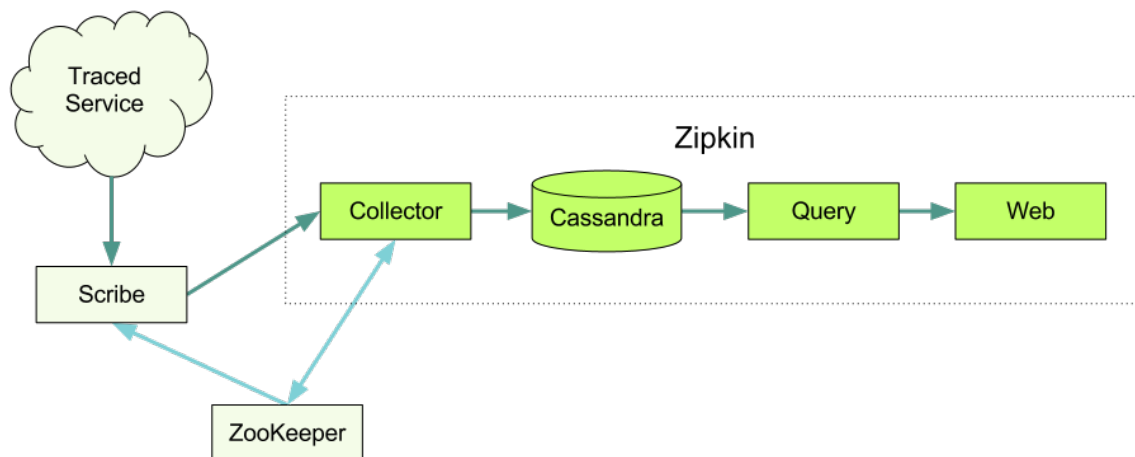 Traced
Service
Zipkin
Collector
Cassandra
Query
Web
Scribe
ZooKeeper